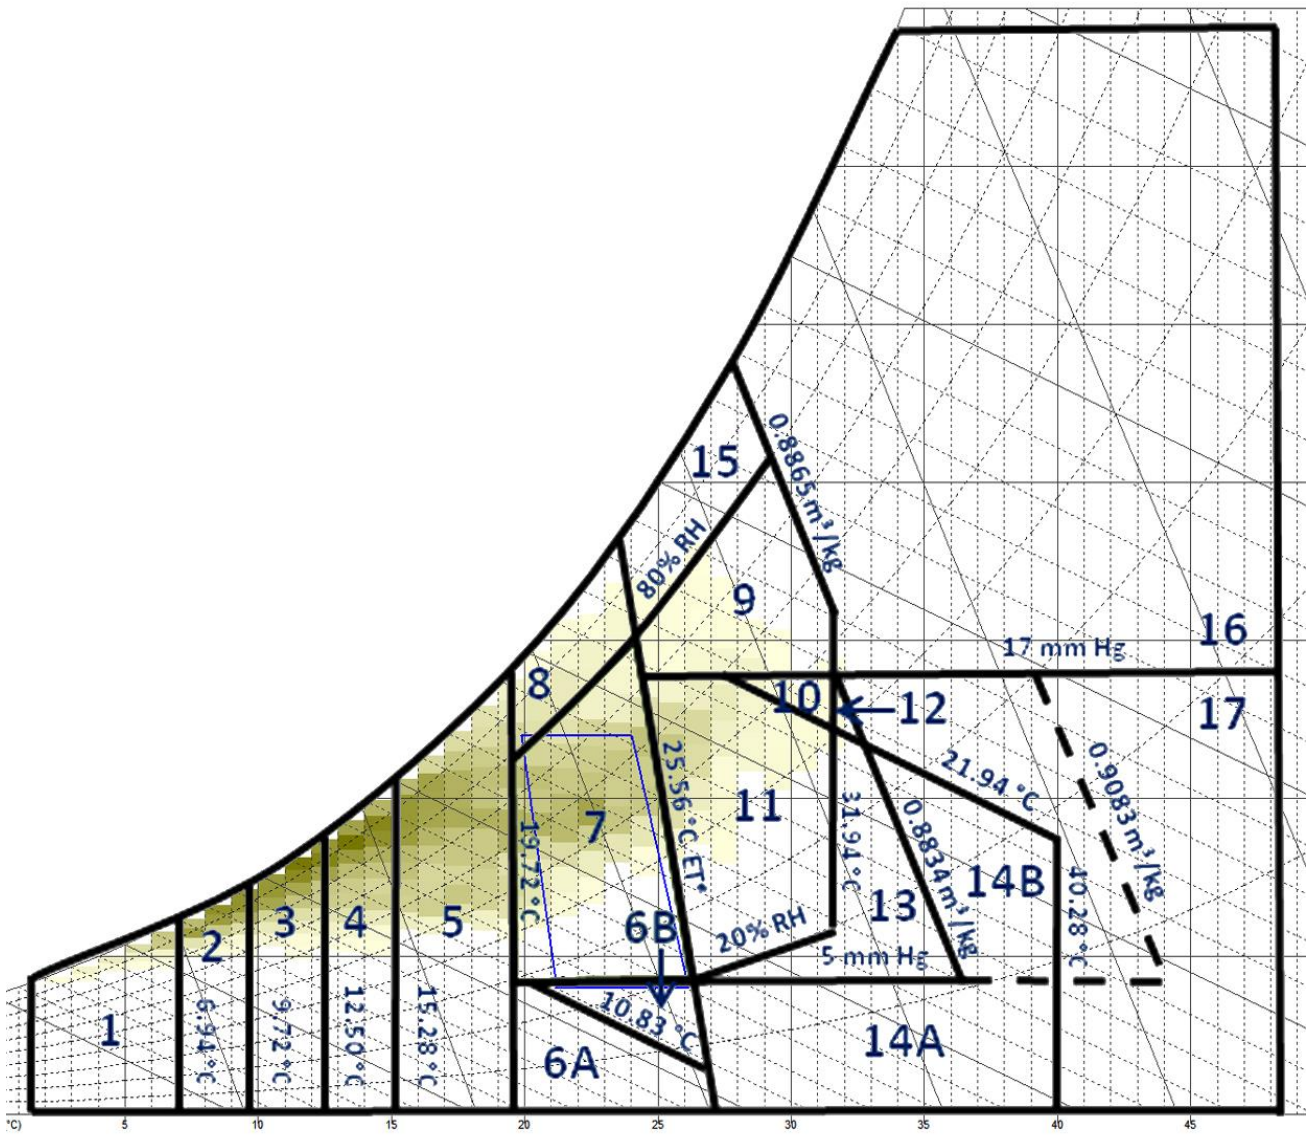 0.8865 m³/kg
15
80% RH
9
16
17 mm Hg
8
10
12
17
25.56 °C ET*
21.94 °C
0.9083 m³/kg
11
7
19.72 °C
31.94 °C
0.8834 m³/kg
14B
40.28 °C
13
3
4
5
6B
20% RH
2
5 mm Hg
1
6.94 °C
9.72 °C
12.50 °C
15.28 °C
10.83 °C
6A
14A
°C)
5
10
15
20
25
30
35
40
45